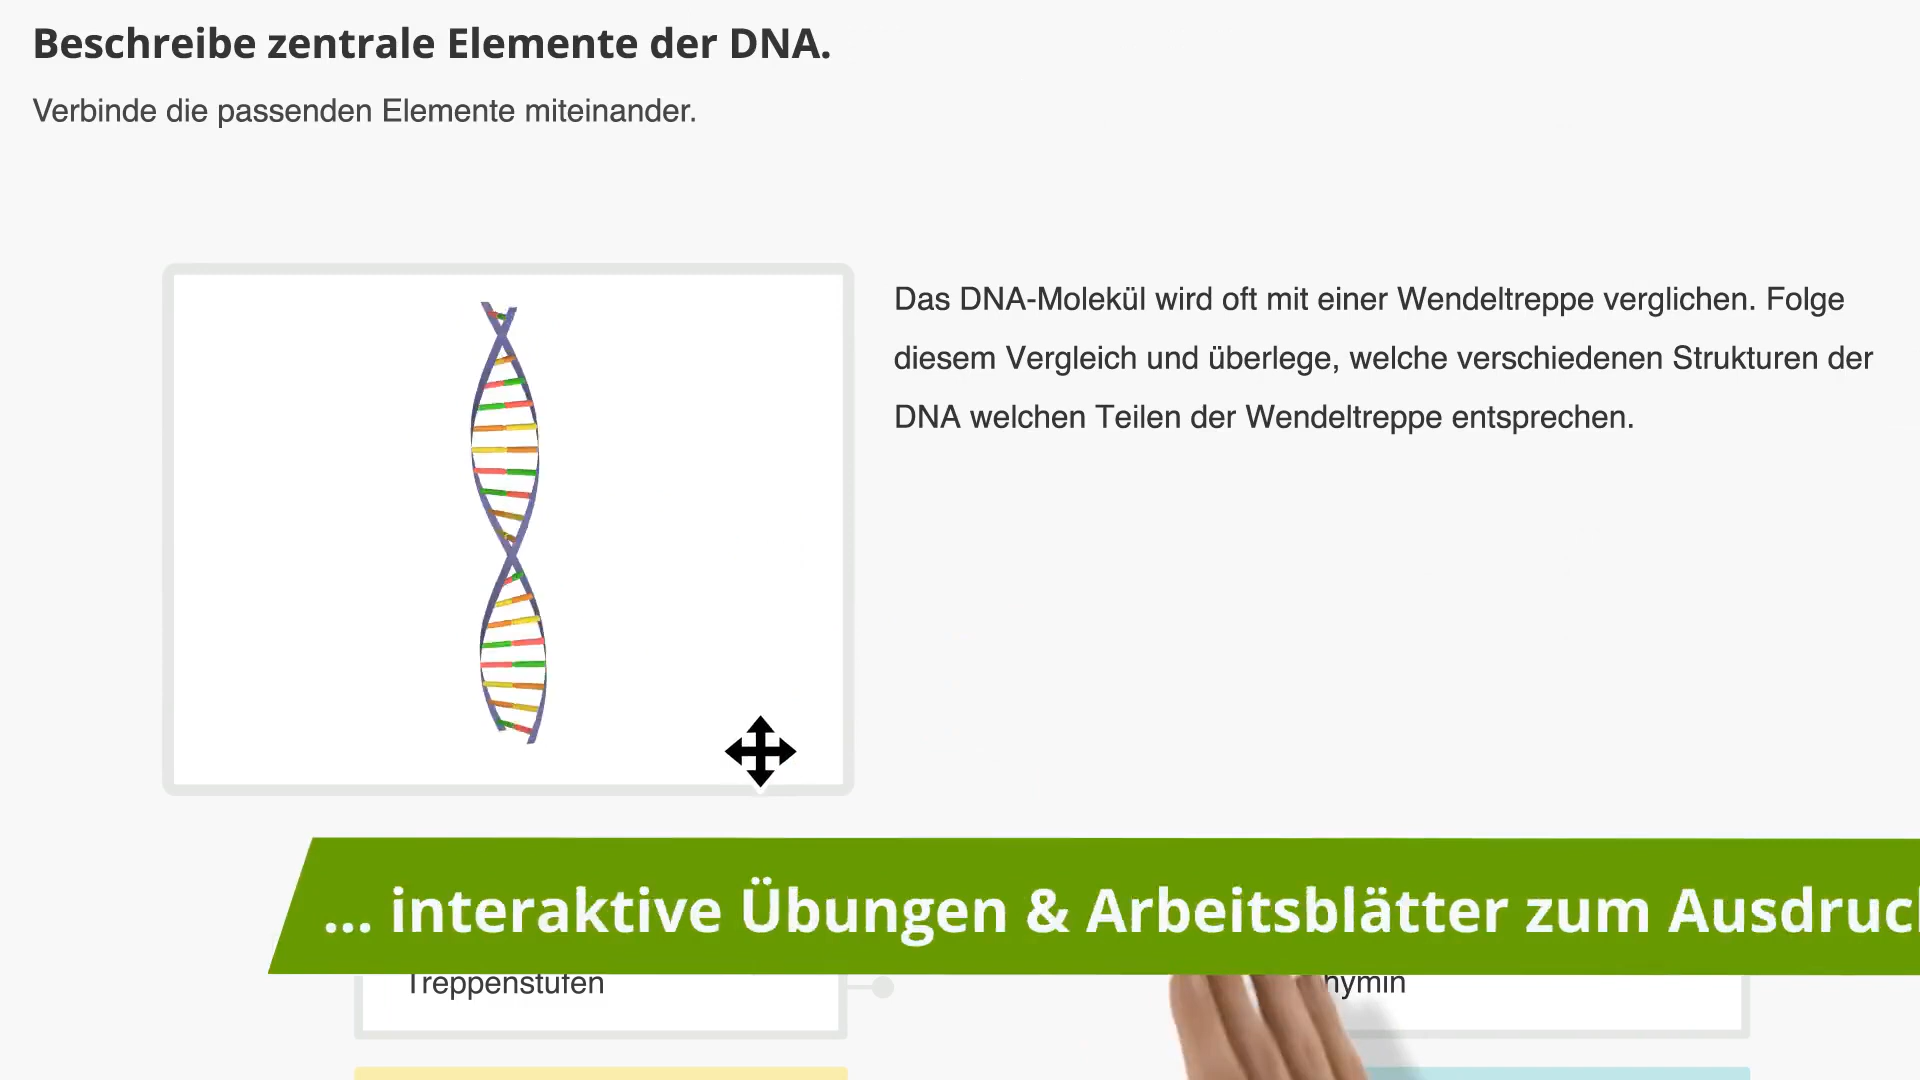 Beschreibe zentrale Elemente der DNA.
Verbinde die passenden Elemente miteinander.
Das DNA-Molekül wird oft mit einer Wendeltreppe verglichen. Folge
diesem Vergleich und überlege, welche verschiedenen Strukturen der
DNA welchen Teilen der Wendeltreppe entsprechen.
... interaktive Übungen & Arbeitsblätter zum Ausdruc
Treppenstufen
hymin